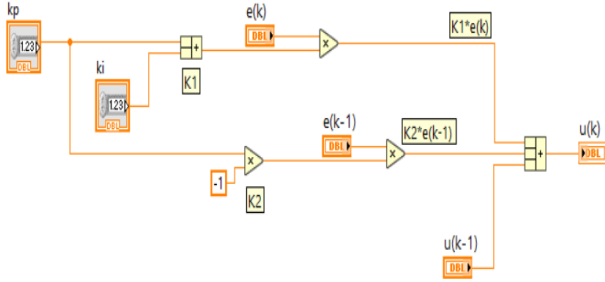 kp
1.23
DBL
ki
1.23
DBL
+
K1
e(k)
DBL
x
K1*e(k)
-1
x
K2
e(k-1)
DBL
x
K2*e(k-1)
u(k-1)
DBL
+
u(k)
DBL